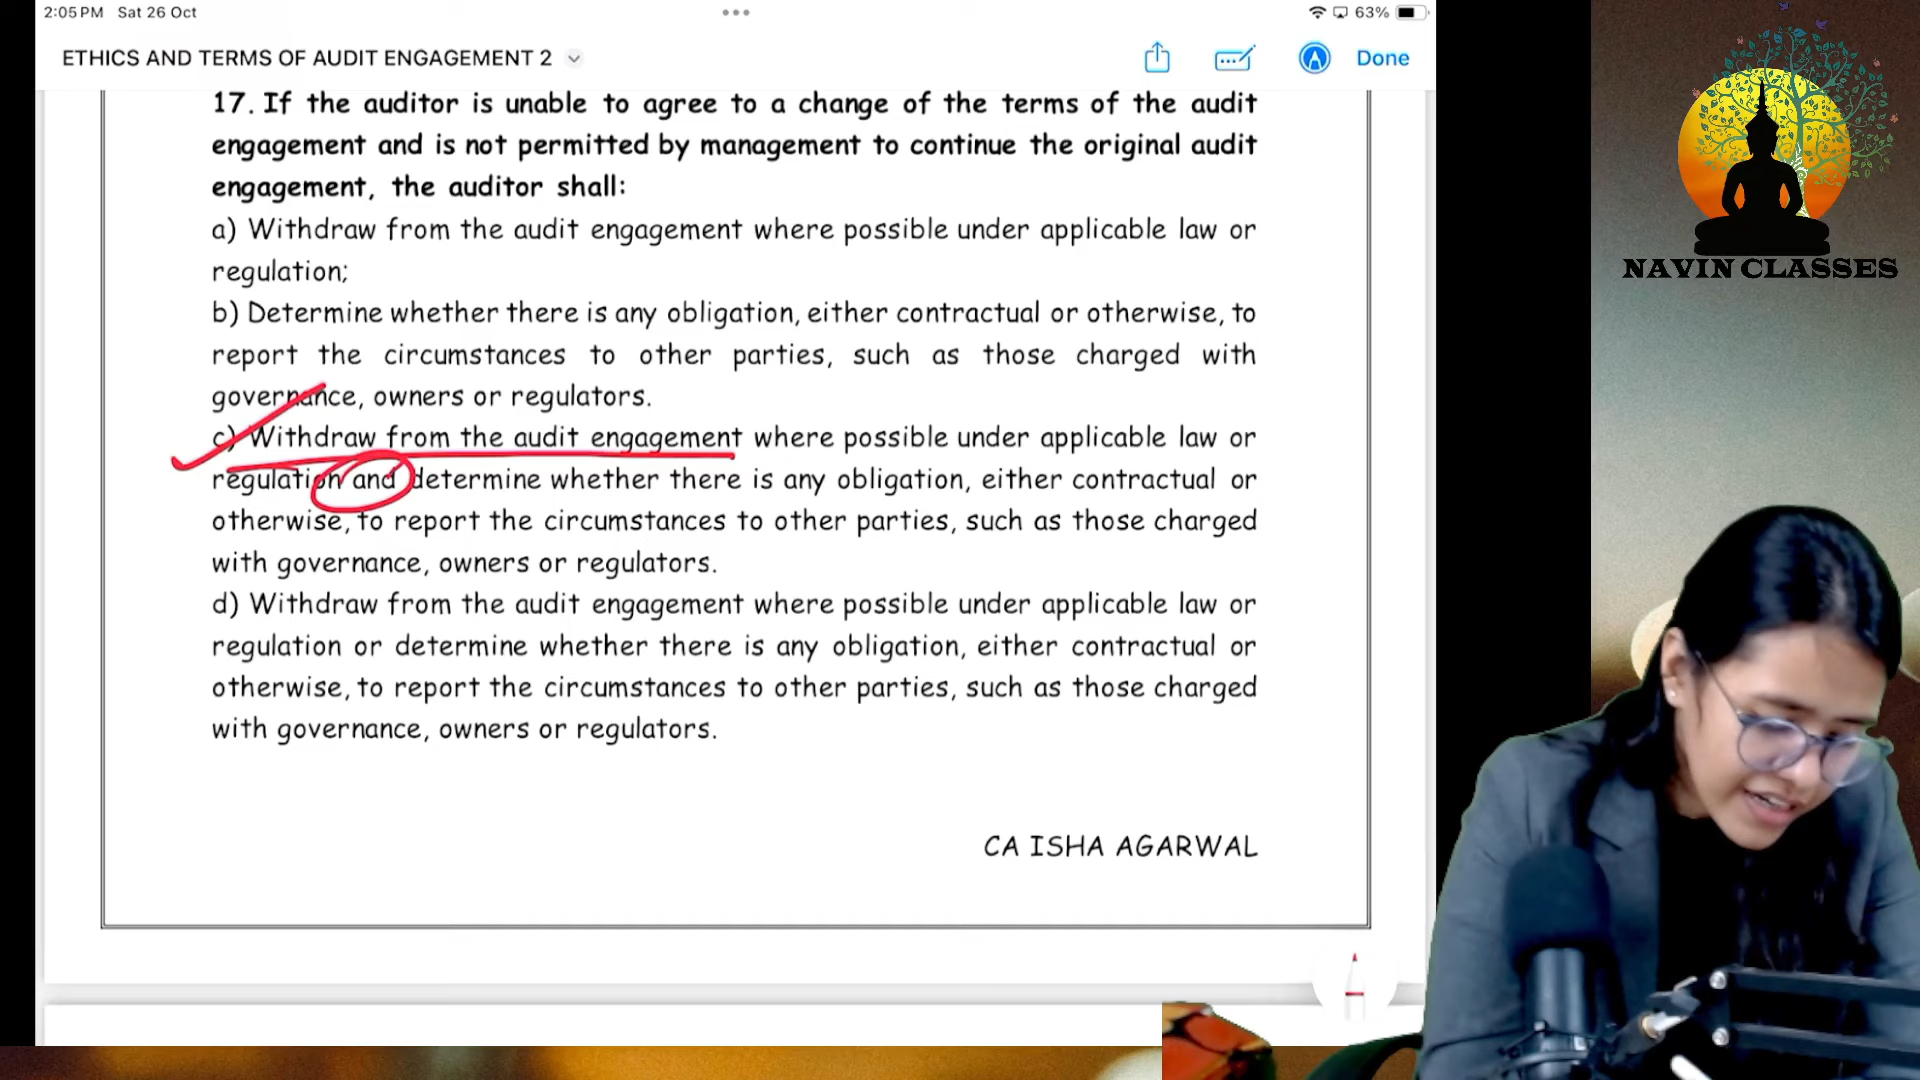 2:05 PM Sat 26 Oct
63%
ETHICS AND TERMS OF AUDIT ENGAGEMENT 2
Done
17. If the auditor is unable to agree to a change of the terms of the audit
engagement and is not permitted by management to continue the original audit
engagement, the auditor shall:
a) Withdraw from the audit engagement where possible under applicable law or
regulation;
b) Determine whether there is any obligation, either contractual or otherwise, to
report the circumstances to other parties, such as those charged with
governance, owners or regulators.
c) Withdraw from the audit engagement where possible under applicable law or
regulation and determine whether there is any obligation, either contractual or
otherwise, to report the circumstances to other parties, such as those charged
with governance, owners or regulators.
d) Withdraw from the audit engagement where possible under applicable law or
regulation or determine whether there is any obligation, either contractual or
otherwise, to report the circumstances to other parties, such as those charged
with governance, owners or regulators.
CA ISHA AGARWAL
NAVIN CLASSES